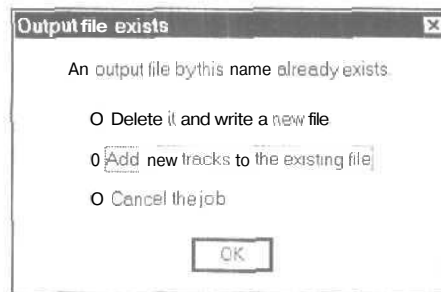 Output file exists
An output file by this name already exists.
O Delete it and write a new file
0 Add new tracks to the existing file
O Cancel the job
OK